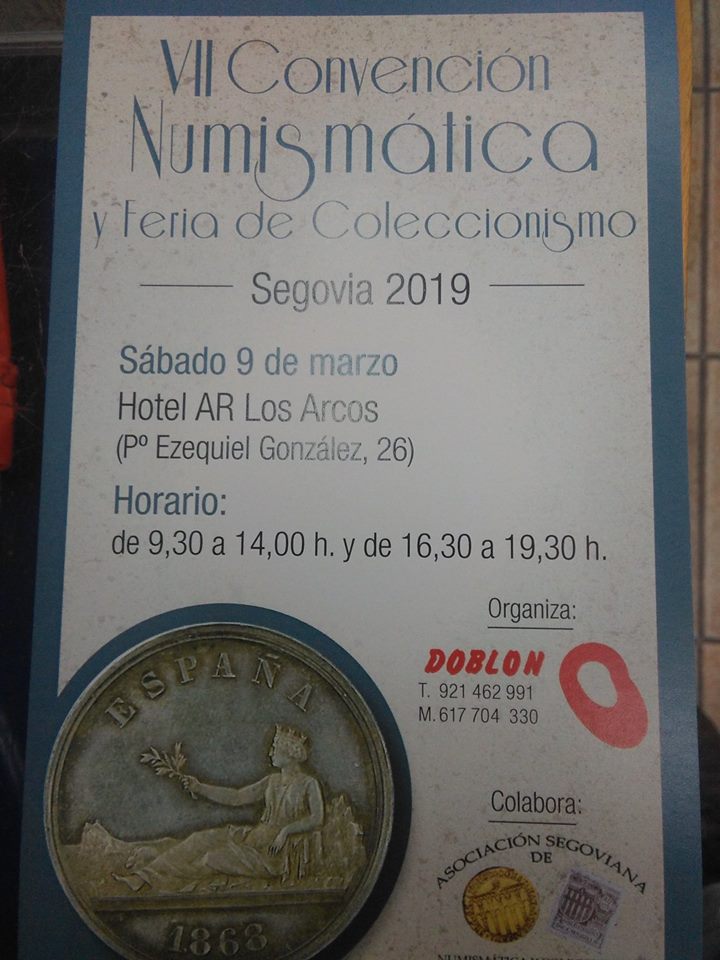 VII Convención
Numismática
y Feria de Coleccionismo
Segovia 2019
Sábado 9 de marzo
Hotel AR Los Arcos
(Pº Ezequiel González, 26)
Horario:
de 9,30 a 14,00 h. y de 16,30 a 19,30 h.
Organiza:
DOBLON
T. 921 462 991
M. 617 704 330
ESPAÑA
1868
Colabora:
ASOCIACIÓN SEGOVIANA
DE